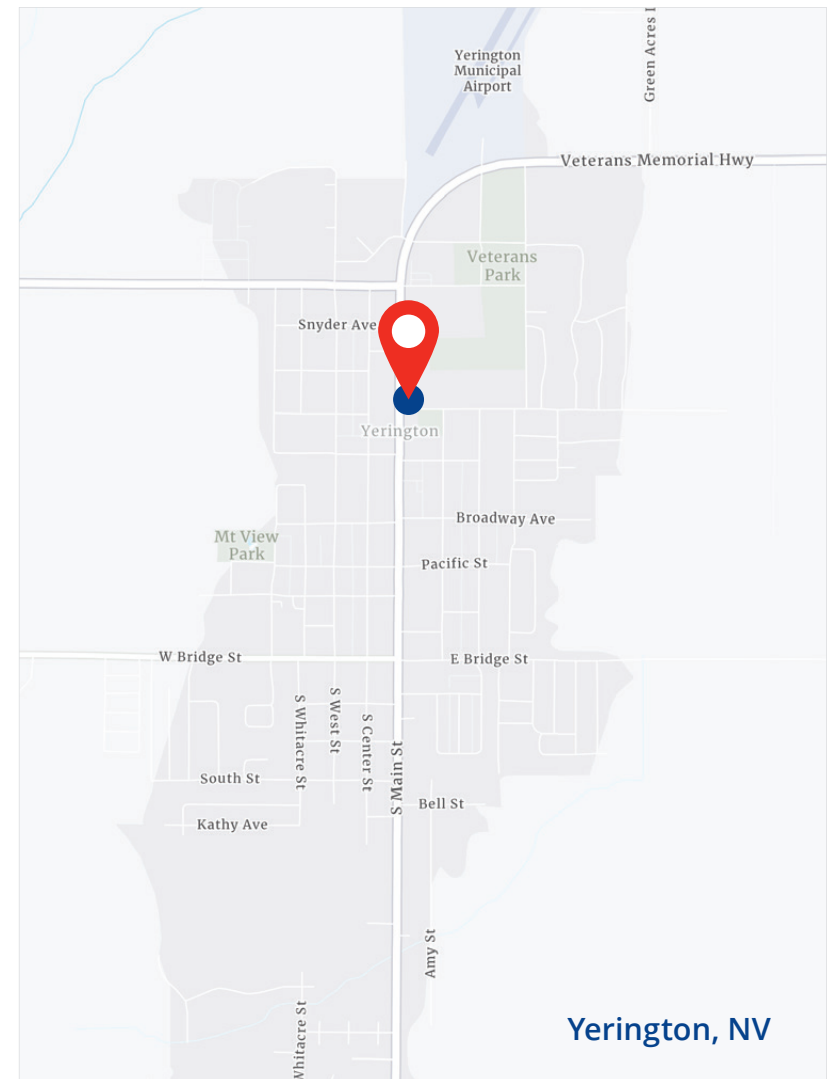 Yerington
Municipal
Airport
Green Acres
Veterans Memorial Hwy
Veterans
Park
Snyder Ave
Yerington
Broadway Ave
Mt View
Park
Pacific St
W Bridge St
E Bridge St
S Whitacre St
S West St
S Center St
S Main St
South St
Bell St
Kathy Ave
Amy St
Whitacre St
Yerington, NV